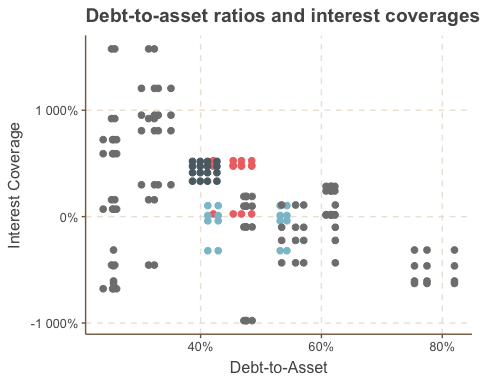 Debt-to-asset ratios and interest coverages
Interest Coverage
1 000%
0%
-1 000%
40%
60%
80%
Debt-to-Asset